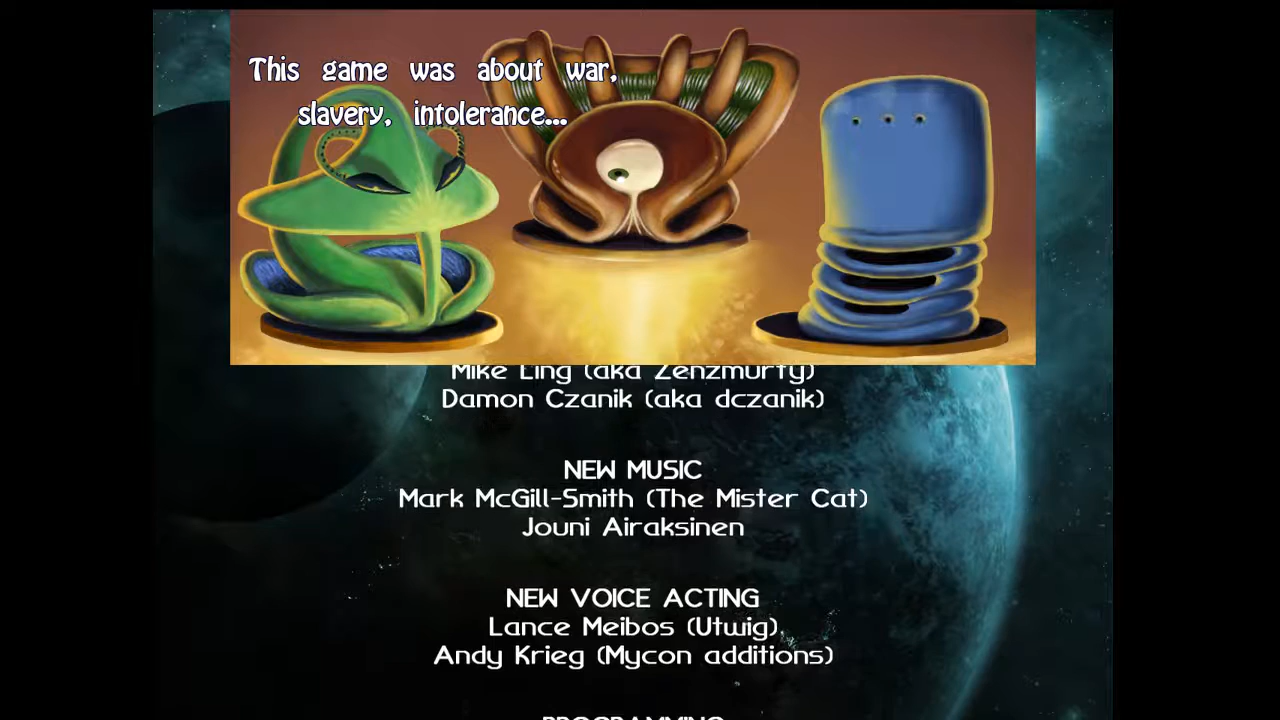 This game was about war,
slavery, intolerance...
Mike Ling (aka Zenzmurfy)
Damon Czanik (aka dczanik)
NEW MUSIC
Mark McGill-Smith (The Mister Cat)
Jouni Airaksinen
NEW VOICE ACTING
Lance Meibos (Utwig)
Andy Krieg (Mycon additions)
PROGRAMMING